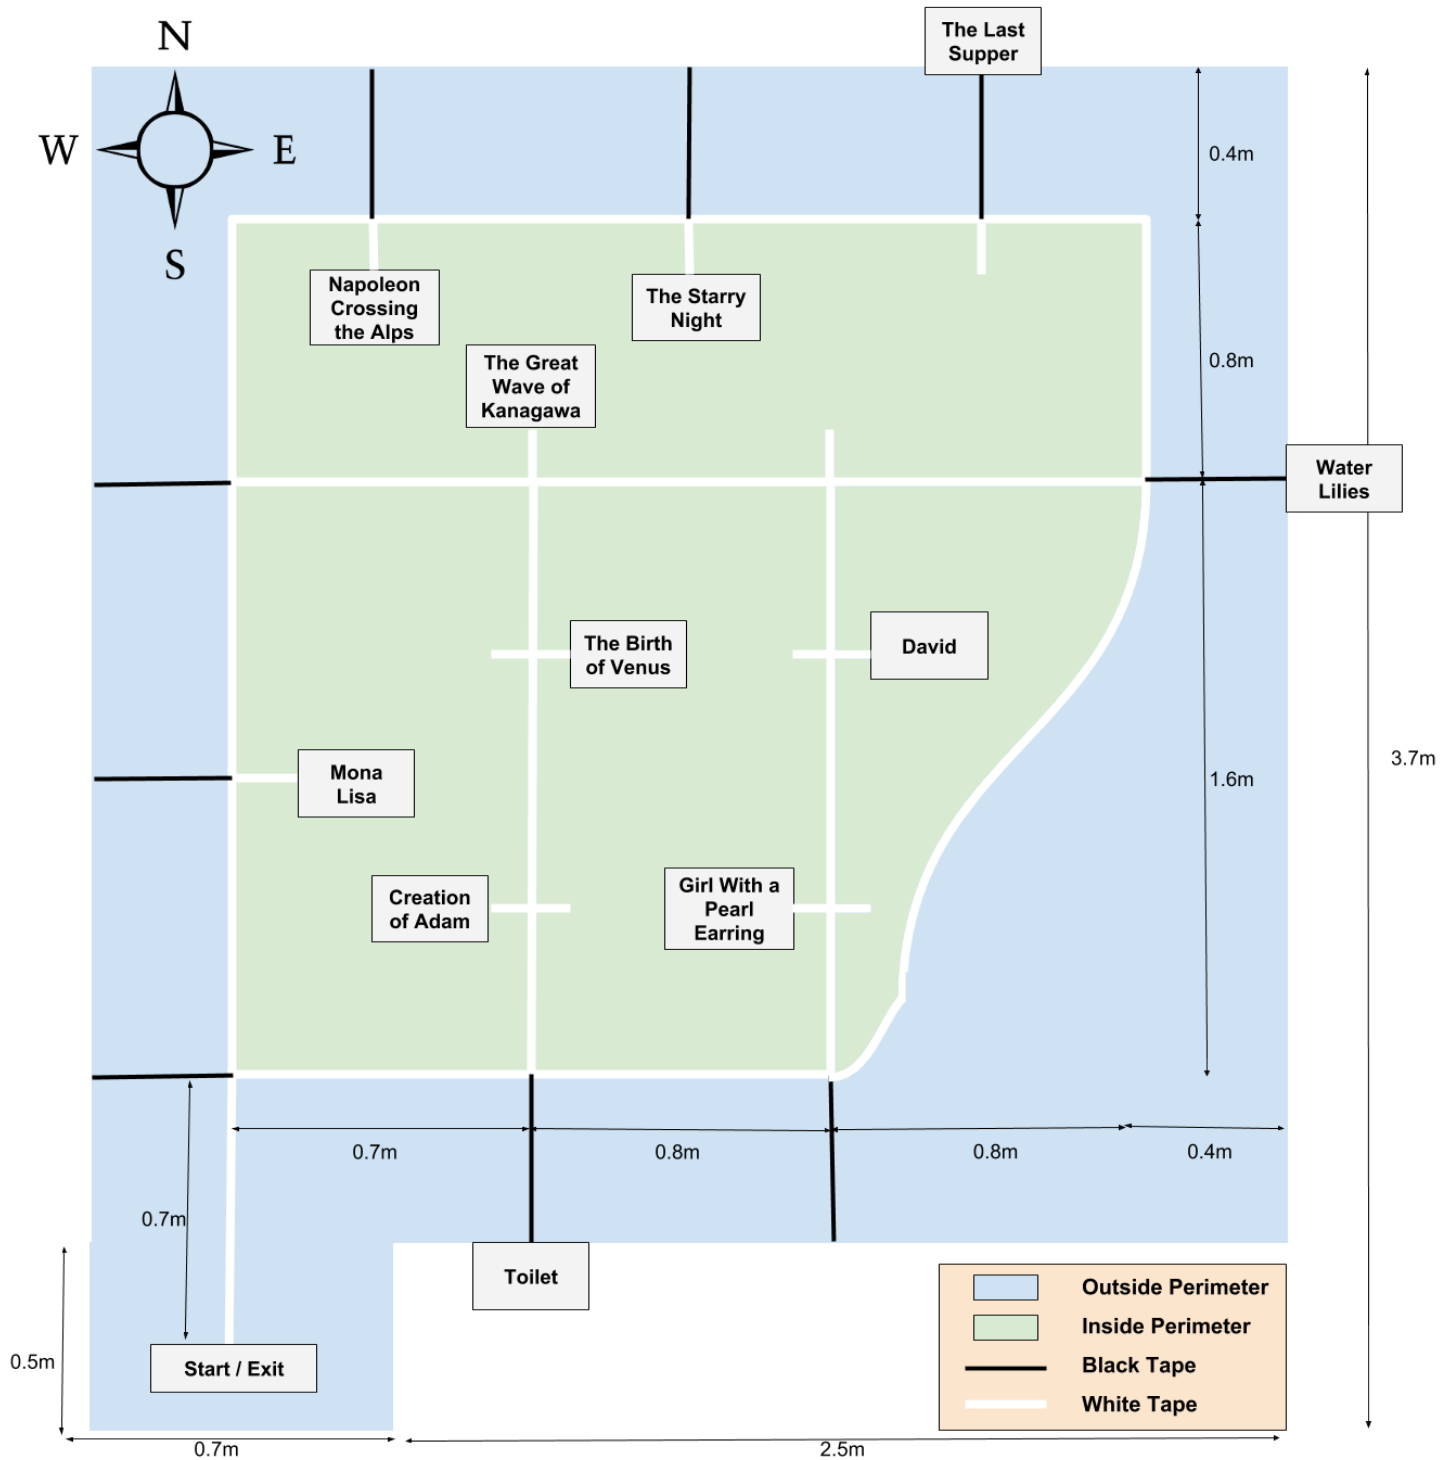 N
W
E
S
The Last
Supper
0.4m
Napoleon
Crossing
the Alps
The Starry
Night
The Great
Wave of
Kanagawa
0.8m
Water
Lilies
The Birth
of Venus
David
Mona
Lisa
3.7m
1.6m
Creation
of Adam
Girl With a
Pearl
Earring
0.7m
0.8m
0.8m
0.4m
0.7m
Toilet
Start / Exit
0.5m
0.7m
2.5m
Outside Perimeter
Inside Perimeter
Black Tape
White Tape